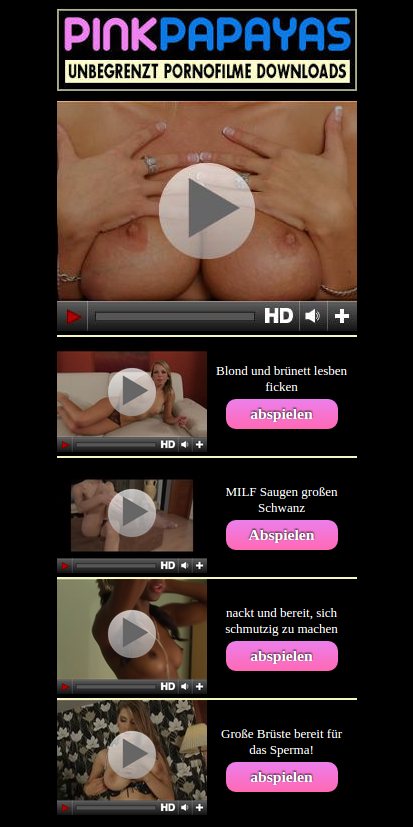 PINKPAPAYAS
UNBEGRENZT PORNOFILME DOWNLOADS
HD
Blond und brünett lesben
ficken
abspielen
HD
MILF Saugen großen
Schwanz
Abspielen
HD
nackt und bereit, sich
schmutzig zu machen
abspielen
HD
Große Brüste bereit für
das Sperma!
abspielen
HD